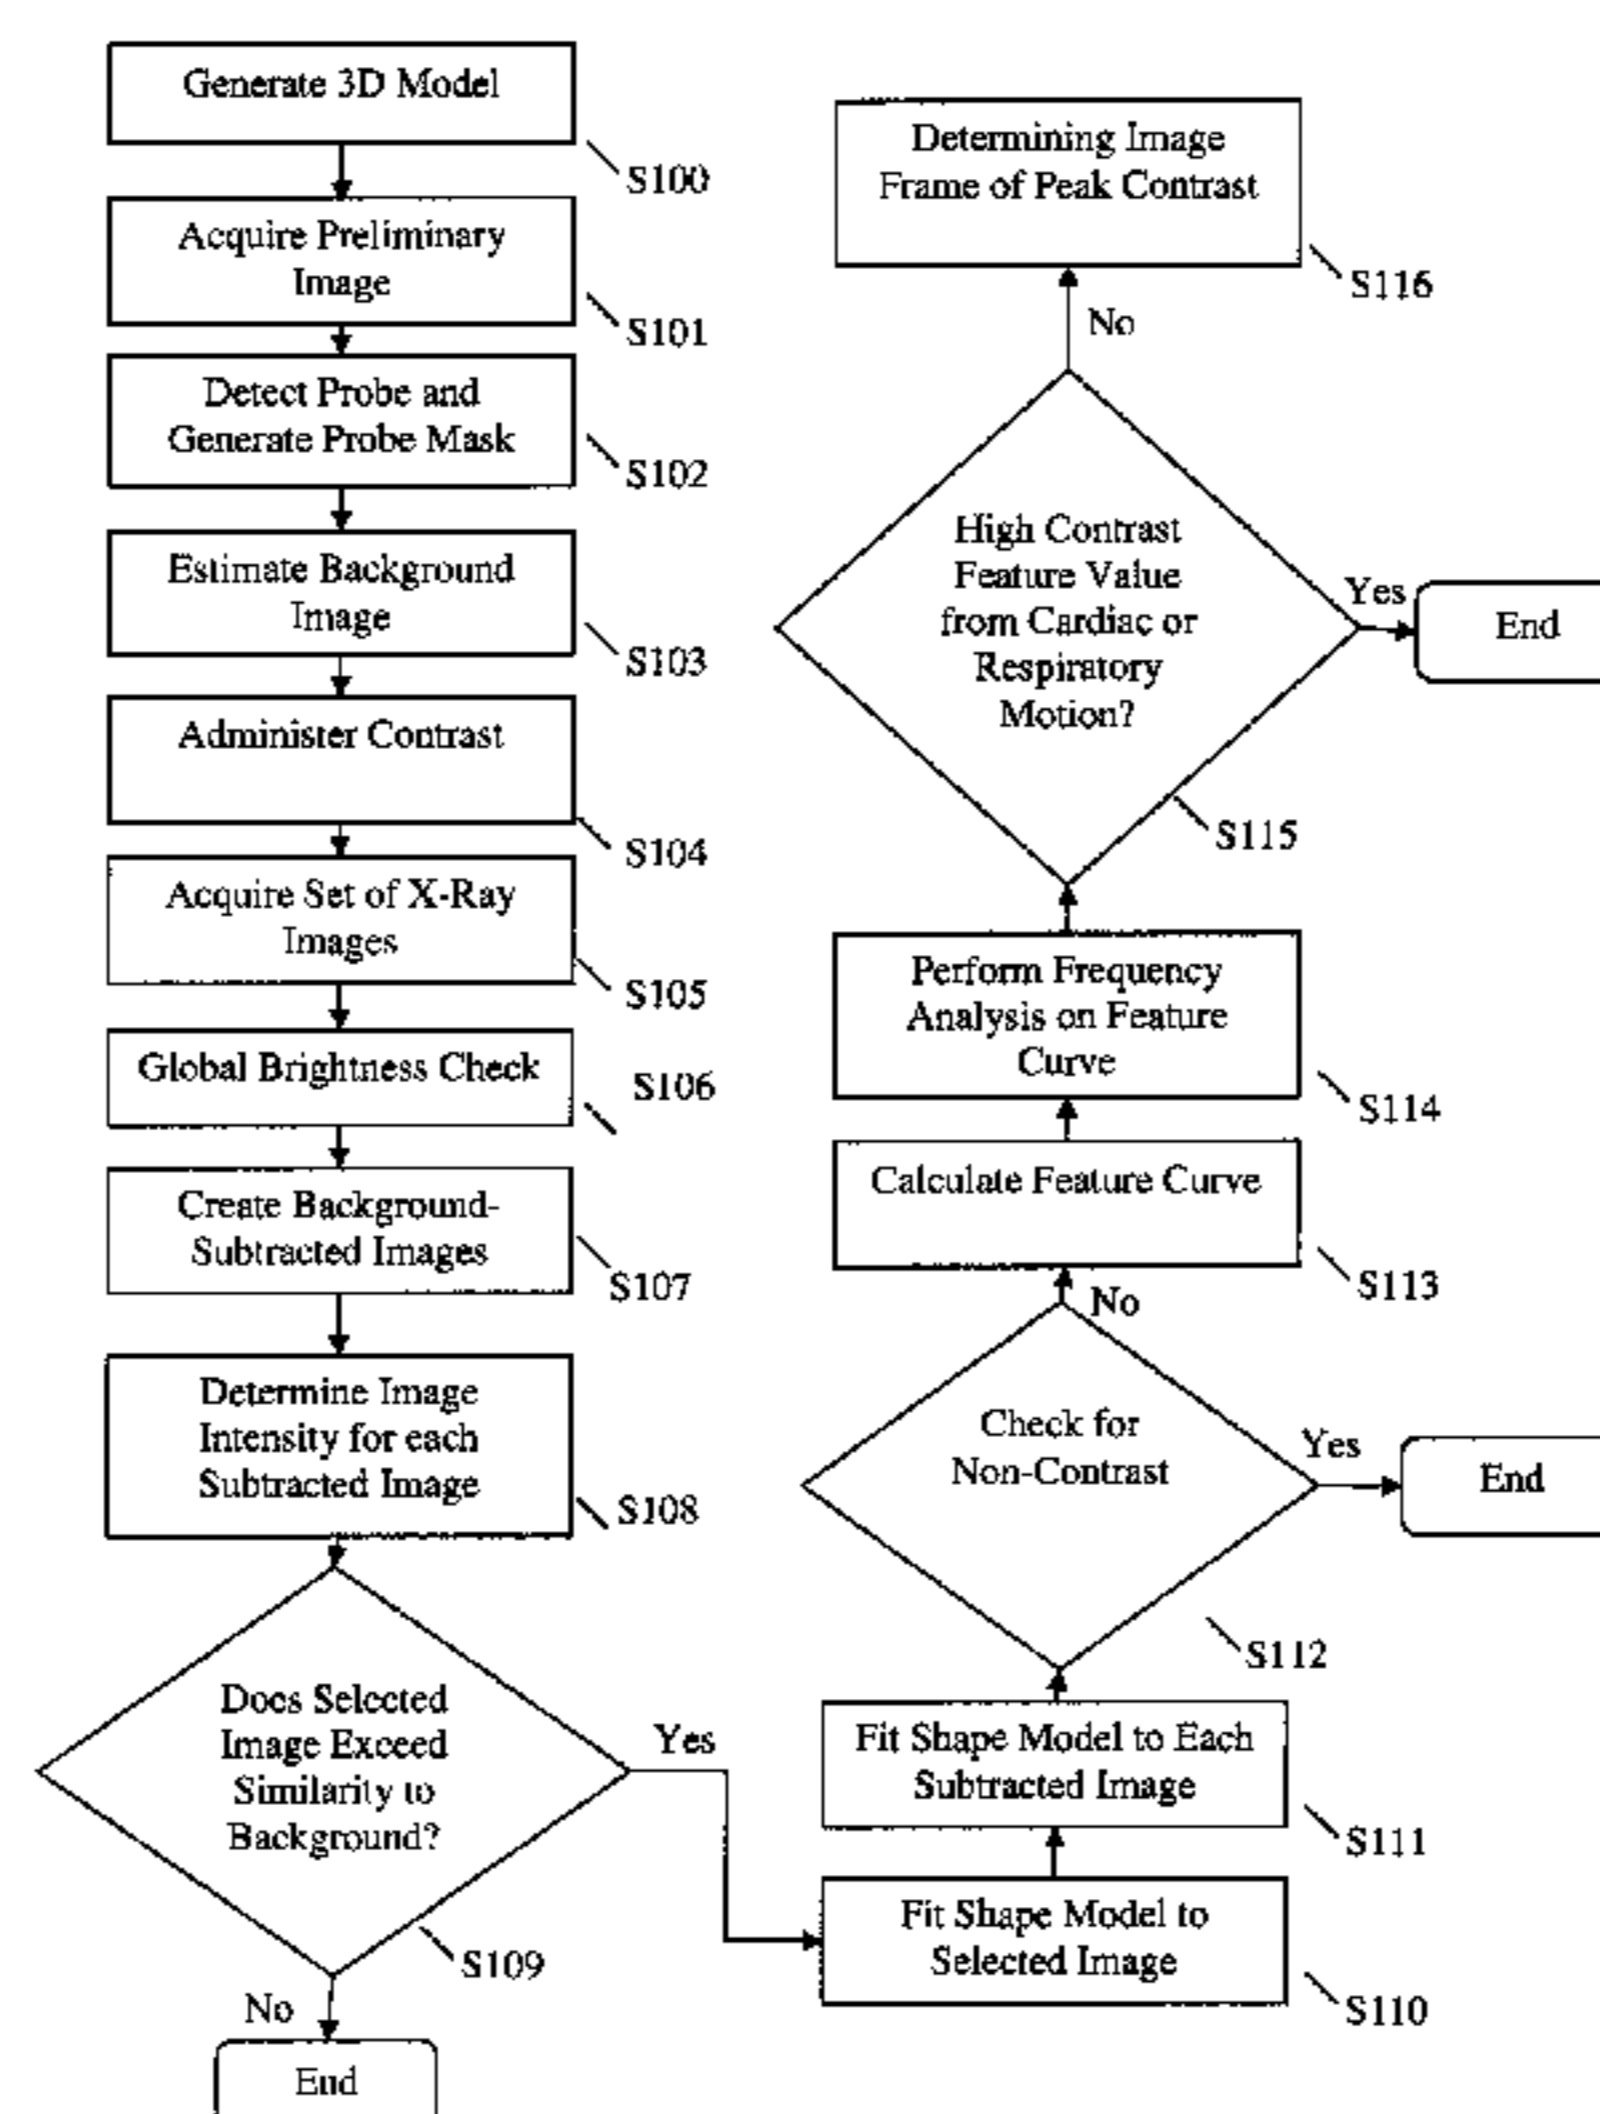 Generate 3D Model
S100
Acquire Preliminary
Image
S101
Detect Probe and
Generate Probe Mask
S102
Estimate Background
Image
S103
Administer Contrast
S104
Acquire Set of X-Ray
Images
S105
Global Brightness Check
S106
Create Background-
Subtracted Images
S107
Determine Image
Intensity for each
Subtracted Image
S108
Does Selected
Image Exceed
Similarity to
Background?
S109
No
End
Yes
Fit Shape Model to
Selected Image
S110
Fit Shape Model to Each
Subtracted Image
S111
Check for
Non-Contrast
S112
Yes
End
No
Calculate Feature Curve
S113
Perform Frequency
Analysis on Feature
Curve
S114
High Contrast
Feature Value
from Cardiac or
Respiratory
Motion?
S115
Yes
End
No
Determining Image
Frame of Peak Contrast
S116